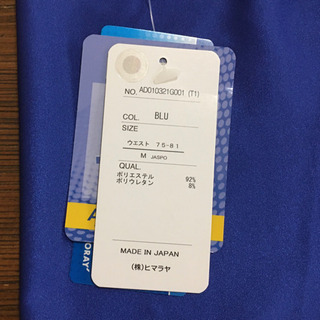 NO. AD010321G001 (T1)
COL. BLU
SIZE
ウエスト 75-81
M JASPO
QUAL.
ポリエステル 92%
ポリウレタン 8%
MADE IN JAPAN
(株)ヒマラヤ
A
ORAY